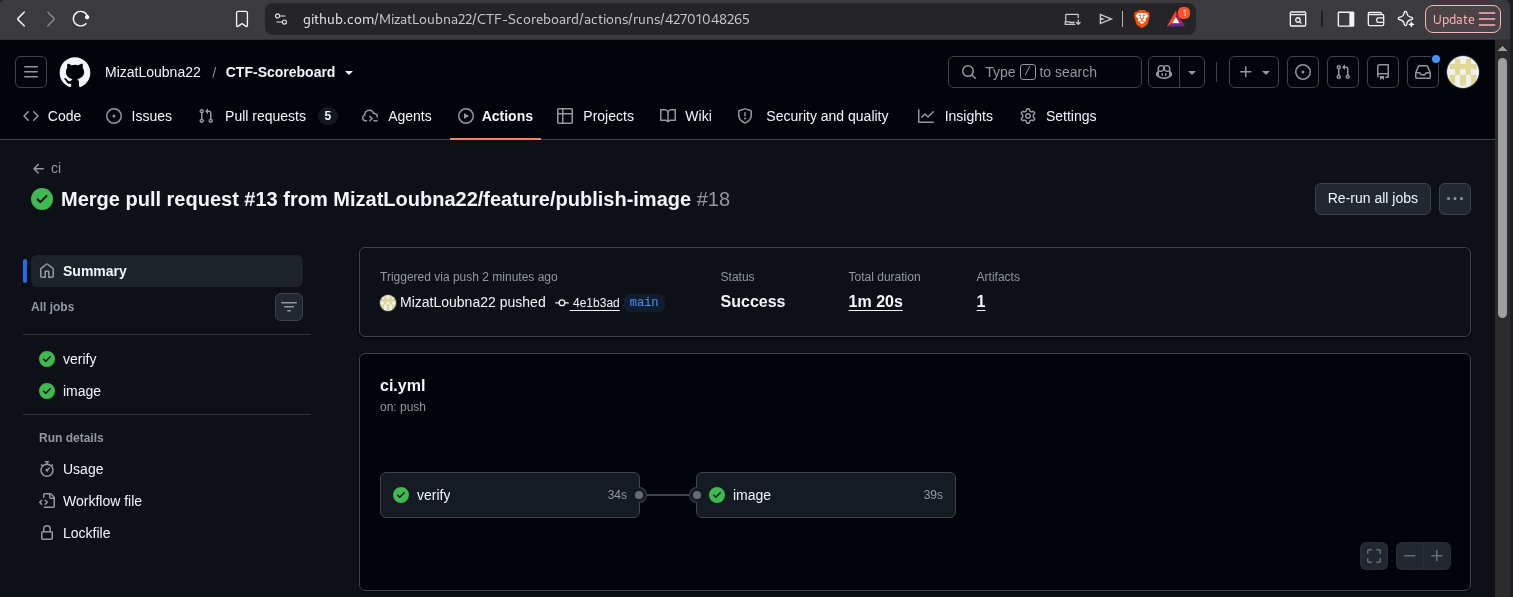 github.com/MizatLoubna22/CTF-Scoreboard/actions/runs/42701048265
1
Update
MizatLoubna22 / CTF-Scoreboard
Type / to search
Code
Issues
Pull requests 5
Agents
Actions
Projects
Wiki
Security and quality
Insights
Settings
ci
Merge pull request #13 from MizatLoubna22/feature/publish-image #18
Re-run all jobs
Summary
All jobs
verify
image
Run details
Usage
Workflow file
Lockfile
Triggered via push 2 minutes ago
MizatLoubna22 pushed 4e1b3ad main
Status
Success
Total duration
1m 20s
Artifacts
1
ci.yml
on: push
verify 34s
image 39s